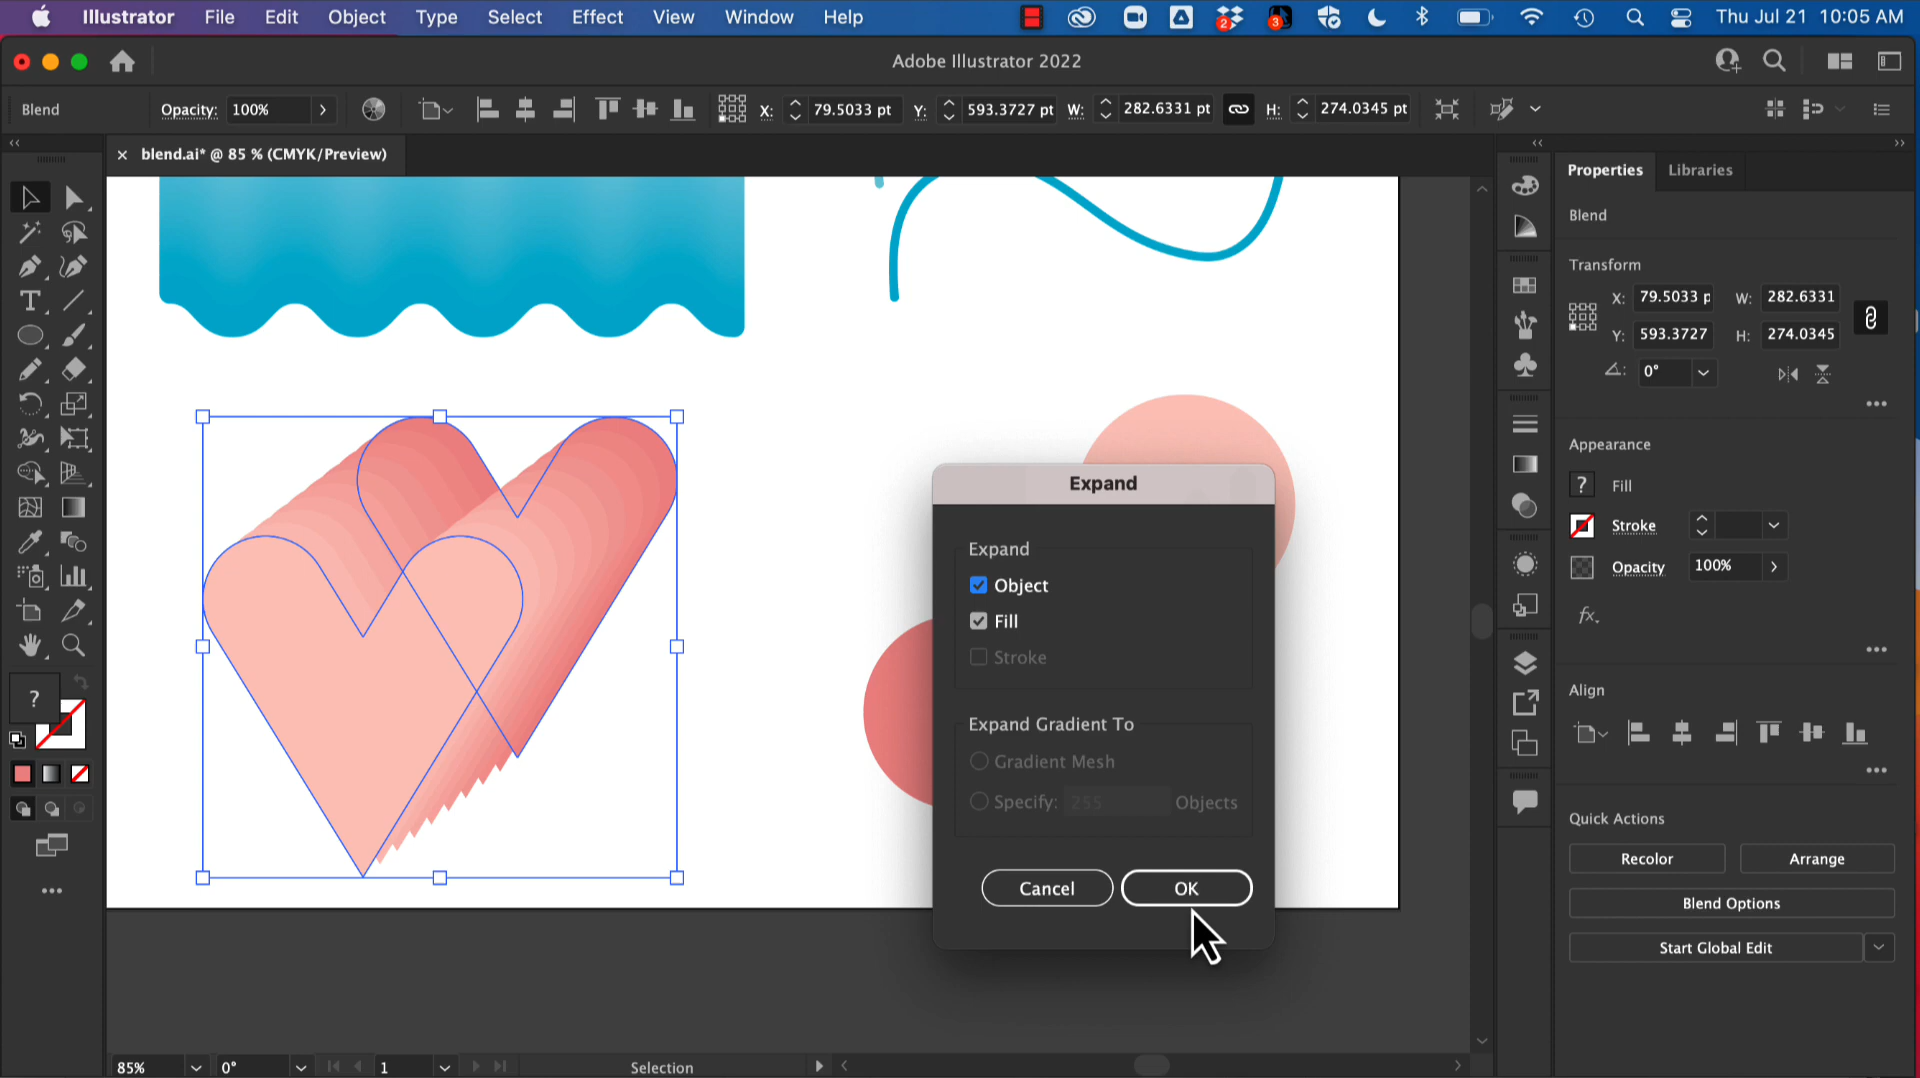 Illustrator File Edit Object Type Select Effect View Window Help
2 3
Thu Jul 21 10:05 AM
Adobe Illustrator 2022
Blend Opacity: 100% X: 79.5033 pt Y: 593.3727 pt W: 282.6331 pt H: 274.0345 pt
blend.ai* @ 85 % (CMYK/Preview)
Properties Libraries
Blend
Transform
X: 79.5033 p W: 282.6331
Y: 593.3727 H: 274.0345
0°
Appearance
? Fill
Stroke
Opacity 100%
fx
Align
Quick Actions
Recolor Arrange
Blend Options
Start Global Edit
Expand
Expand
Object
Fill
Stroke
Expand Gradient To
Gradient Mesh
Specify: 255 Objects
Cancel OK
T
?
85% 0° 1 Selection